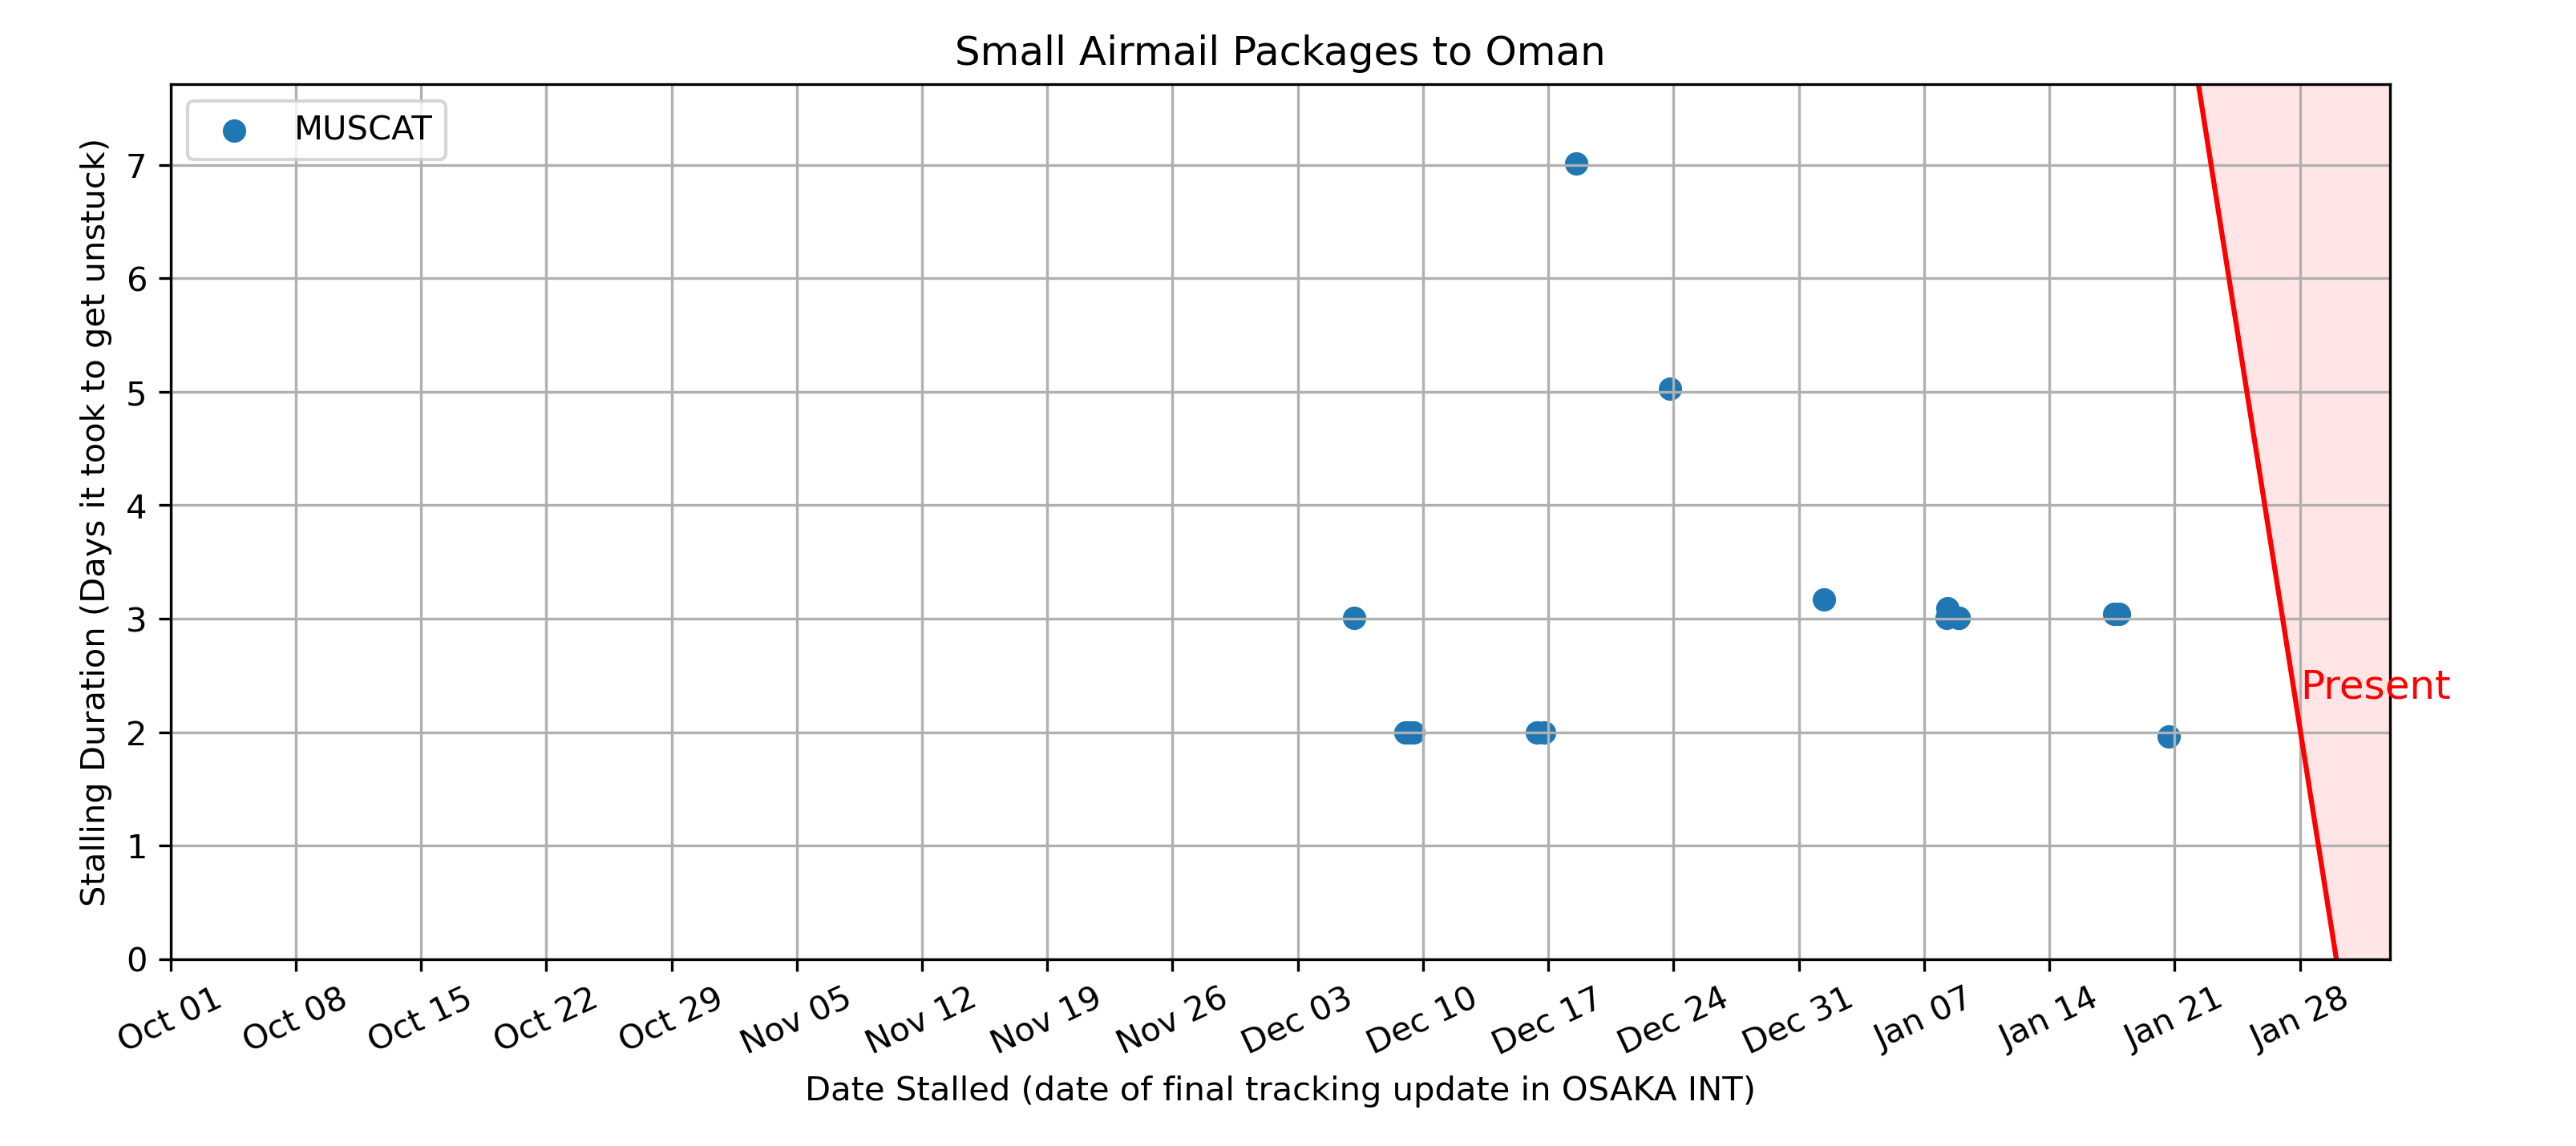 Small Airmail Packages to Oman
MUSCAT
Stalling Duration (Days it took to get unstuck)
7
6
5
4
3
2
1
0
Present
Oct 01
Oct 08
Oct 15
Oct 22
Oct 29
Nov 05
Nov 12
Nov 19
Nov 26
Dec 03
Dec 10
Dec 17
Dec 24
Dec 31
Jan 07
Jan 14
Jan 21
Jan 28
Date Stalled (date of final tracking update in OSAKA INT)